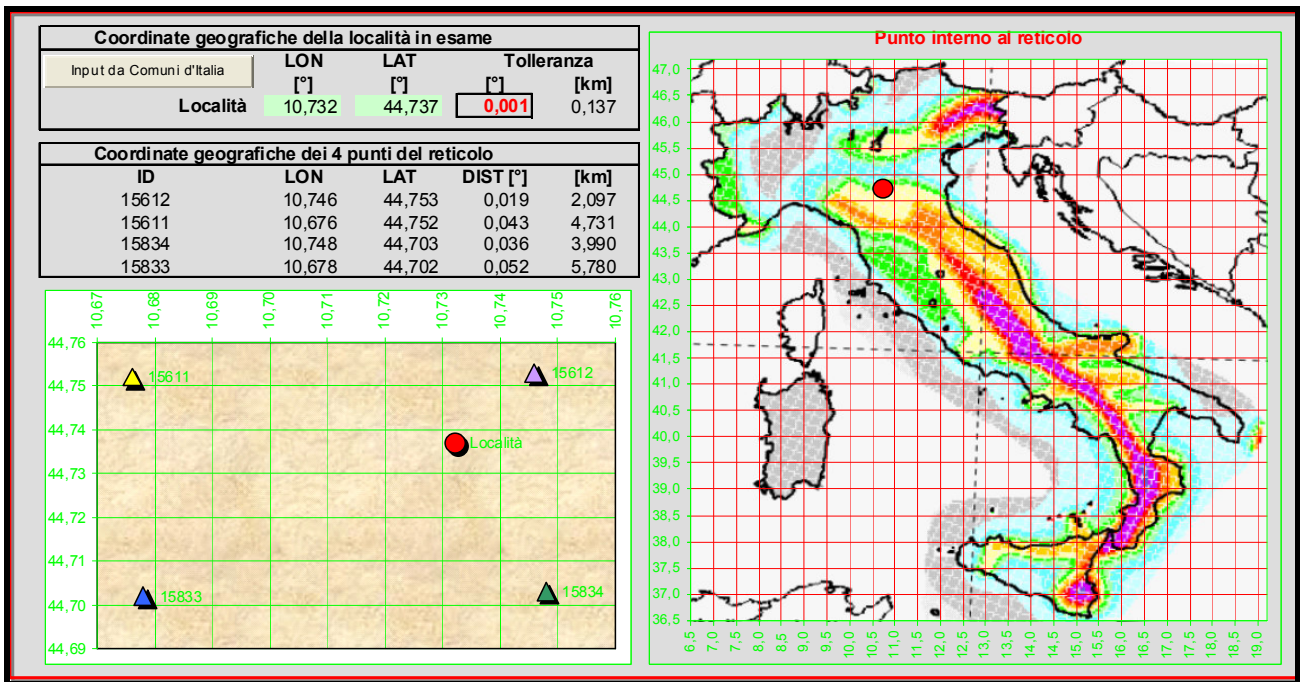 Coordinate geografiche della località in esame
Input da Comuni d'Italia
LON LAT Tolleranza
[°] [°] [°] [km]
Località 10,732 44,737 0,001 0,137
Coordinate geografiche dei 4 punti del reticolo
ID LON LAT DIST [°] [km]
15612 10,746 44,753 0,019 2,097
15611 10,676 44,752 0,043 4,731
15834 10,748 44,703 0,036 3,990
15833 10,678 44,702 0,052 5,780
10,67 10,68 10,69 10,70 10,71 10,72 10,73 10,74 10,75 10,76
44,76
44,75
44,74
44,73
44,72
44,71
44,70
44,69
15611
15612
Località
15833
15834
Punto interno al reticolo
47,0
46,5
46,0
45,5
45,0
44,5
44,0
43,5
43,0
42,5
42,0
41,5
41,0
40,5
40,0
39,5
39,0
38,5
38,0
37,5
37,0
36,5
6,5 7,0 7,5 8,0 8,5 9,0 9,5 10,0 10,5 11,0 11,5 12,0 12,5 13,0 13,5 14,0 14,5 15,0 15,5 16,0 16,5 17,0 17,5 18,0 18,5 19,0